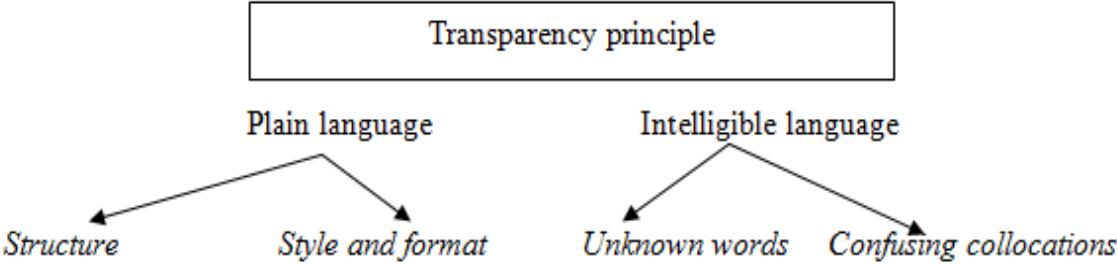 Transparency principle
Plain language
Intelligible language
Structure
Style and format
Unknown words
Confusing collocations